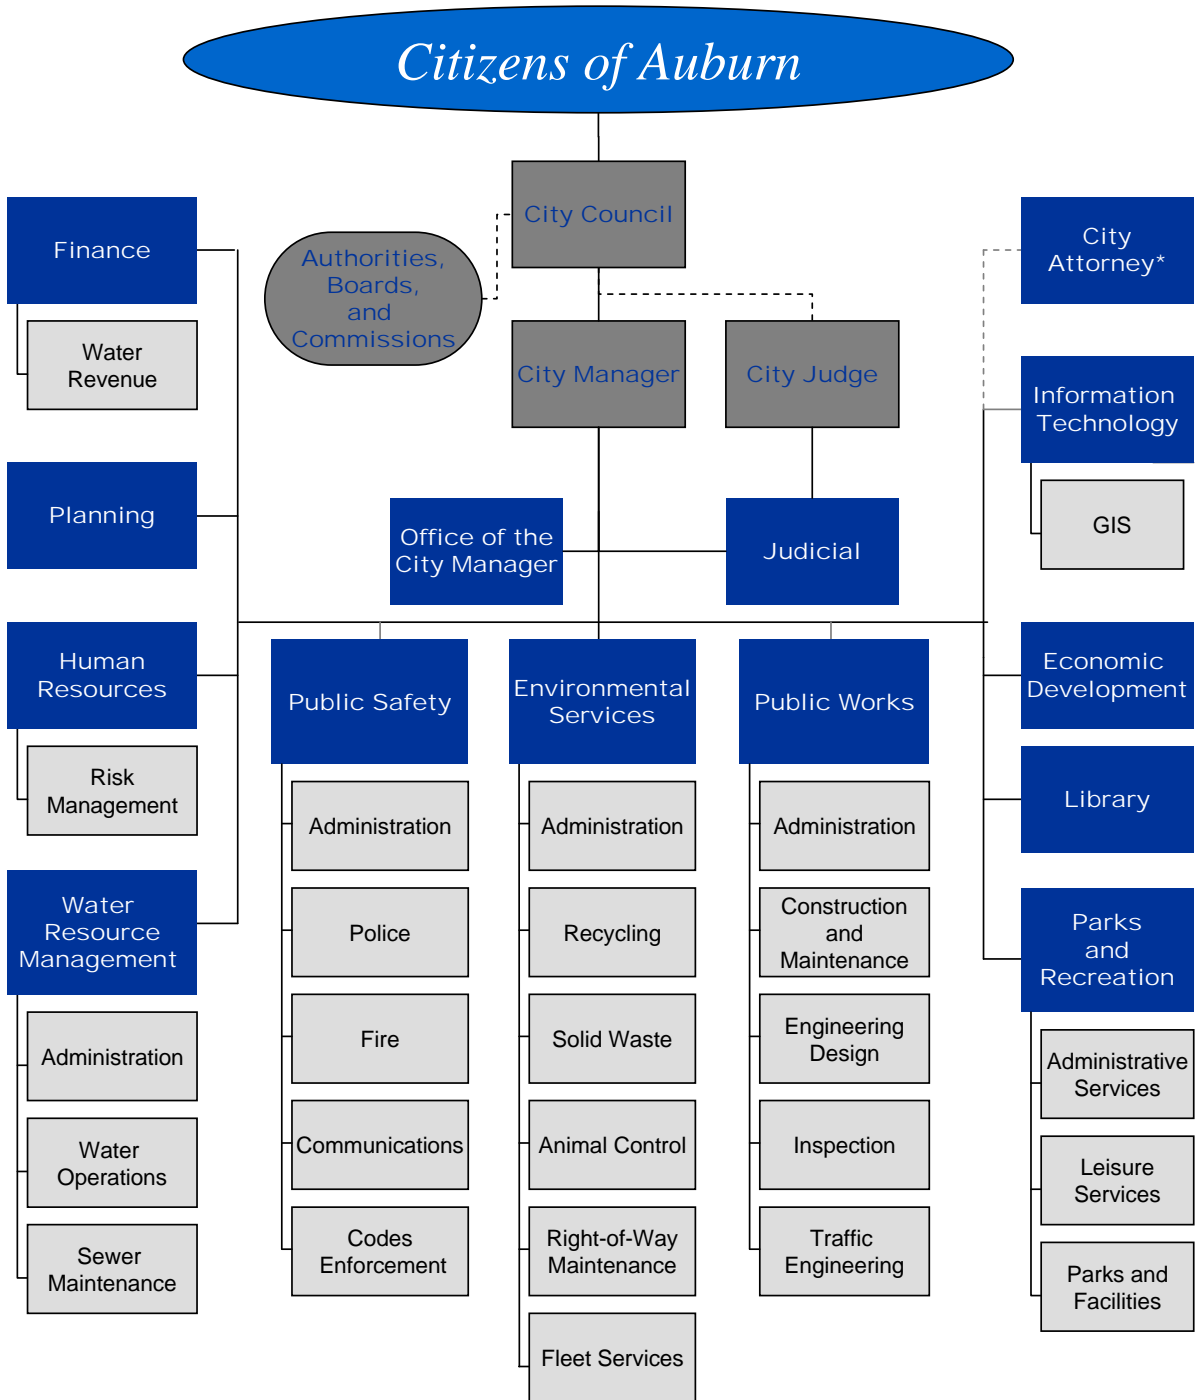 Citizens of Auburn
City Council
Authorities,
Boards,
and
Commissions
City Manager
City Judge
Office of the
City Manager
Judicial
Finance
Water
Revenue
Planning
Human
Resources
Risk
Management
Water
Resource
Management
Administration
Water
Operations
Sewer
Maintenance
Public Safety
Administration
Police
Fire
Communications
Codes
Enforcement
Environmental
Services
Administration
Recycling
Solid Waste
Animal Control
Right-of-Way
Maintenance
Fleet Services
Public Works
Administration
Construction
and
Maintenance
Engineering
Design
Inspection
Traffic
Engineering
City
Attorney*
Information
Technology
GIS
Economic
Development
Library
Parks
and
Recreation
Administrative
Services
Leisure
Services
Parks and
Facilities